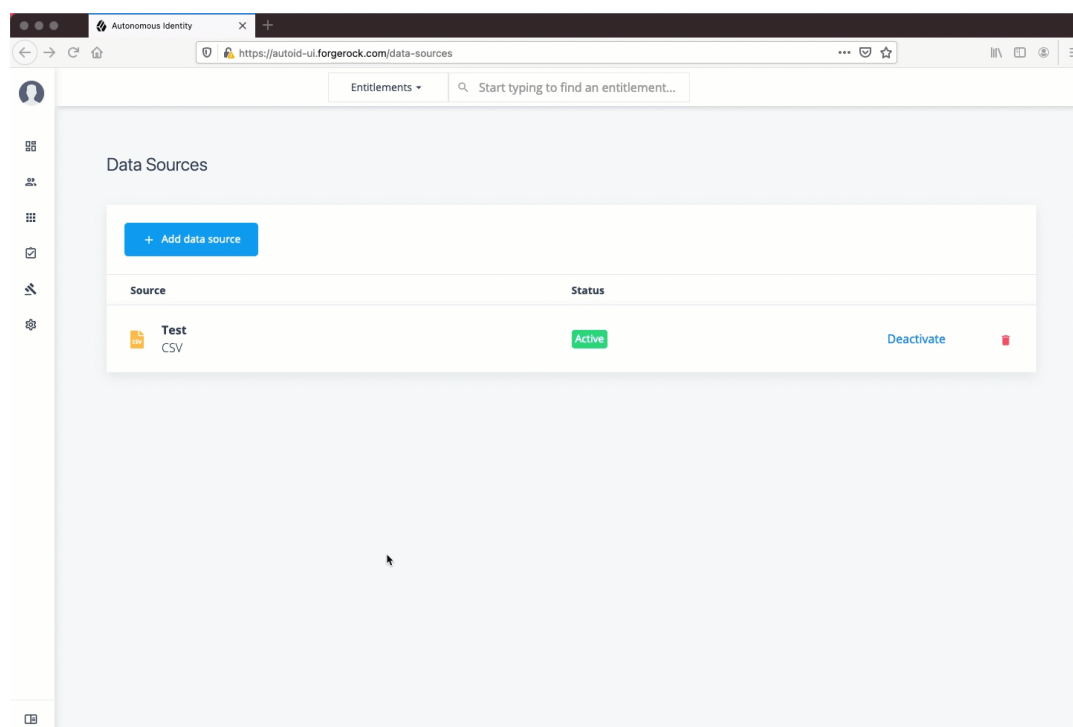 Autonomous Identity
https://autoid-ui.forgerock.com/data-sources
Entitlements
Start typing to find an entitlement...
Data Sources
+ Add data source
Source Status
Test
CSV
CSV
Active
Deactivate